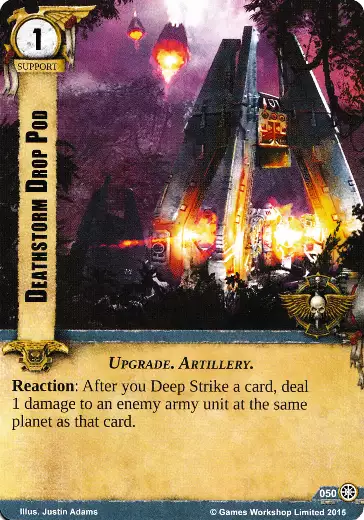 1
SUPPORT
DEATHSTORM DROP POD
UPGRADE. ARTILLERY.
Reaction: After you Deep Strike a card, deal
1 damage to an enemy army unit at the same
planet as that card.
050
Illus. Justin Adams
© Games Workshop Limited 2015